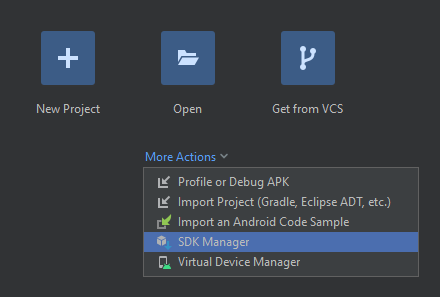 New Project
Open
Get from VCS
More Actions
Profile or Debug APK
Import Project (Gradle, Eclipse ADT, etc.)
Import an Android Code Sample
SDK Manager
Virtual Device Manager